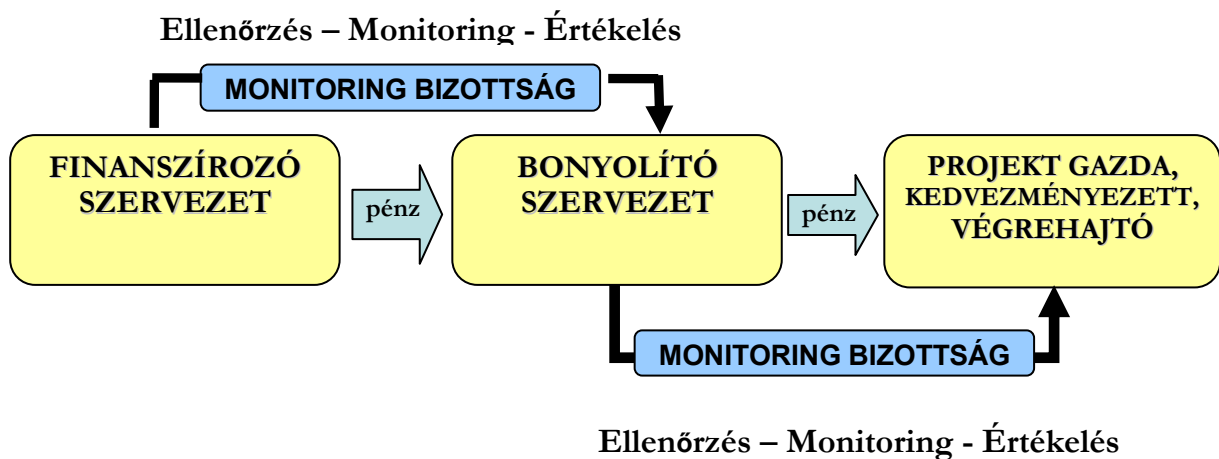 Ellenőrzés – Monitoring - Értékelés
MONITORING BIZOTTSÁG
FINANSZÍROZÓ
SZERVEZET
pénz
BONYOLÍTÓ
SZERVEZET
pénz
PROJEKT GAZDA,
KEDVEZMÉNYEZETT,
VÉGREHAJTÓ
MONITORING BIZOTTSÁG
Ellenőrzés – Monitoring - Értékelés